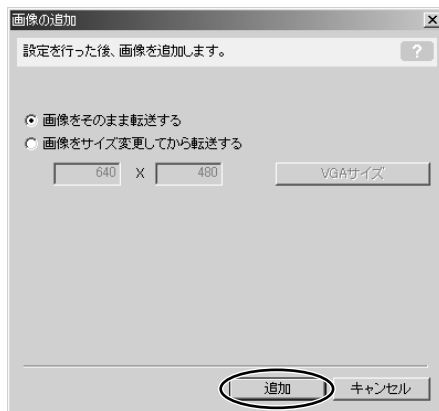 画像の追加
設定を行った後、画像を追加します。
?
画像をそのまま転送する
画像をサイズ変更してから転送する
640 X 480 VGAサイズ
追加 キャンセル